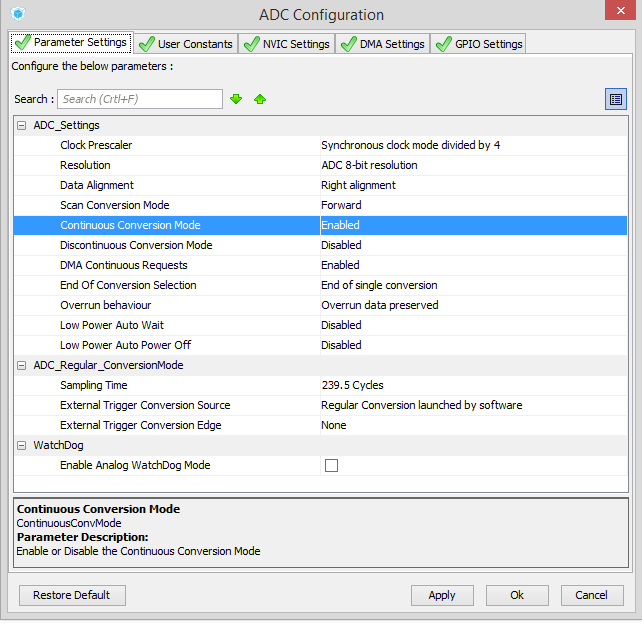 ADC Configuration
Parameter Settings User Constants NVIC Settings DMA Settings GPIO Settings
Configure the below parameters :
Search : Search (Crtl+F)
ADC_Settings
Clock Prescaler Synchronous clock mode divided by 4
Resolution ADC 8-bit resolution
Data Alignment Right alignment
Scan Conversion Mode Forward
Continuous Conversion Mode Enabled
Discontinuous Conversion Mode Disabled
DMA Continuous Requests Enabled
End Of Conversion Selection End of single conversion
Overrun behaviour Overrun data preserved
Low Power Auto Wait Disabled
Low Power Auto Power Off Disabled
ADC_Regular_ConversionMode
Sampling Time 239.5 Cycles
External Trigger Conversion Source Regular Conversion launched by software
External Trigger Conversion Edge None
WatchDog
Enable Analog WatchDog Mode
Continuous Conversion Mode
ContinuousConvMode
Parameter Description:
Enable or Disable the Continuous Conversion Mode
Restore Default Apply Ok Cancel